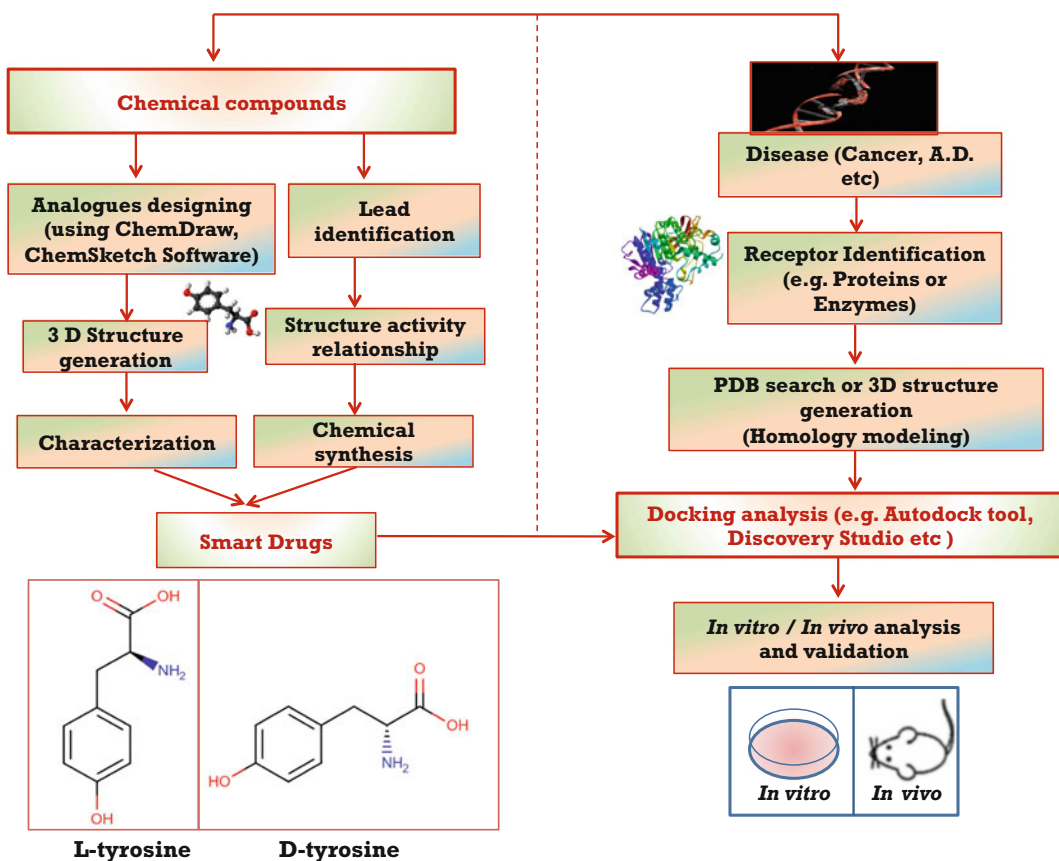 Chemical compounds
Analogues designing
(using ChemDraw,
ChemSketch Software)
Lead
identification
3 D Structure
generation
Structure activity
relationship
Characterization
Chemical
synthesis
Smart Drugs
O
OH
NH2
OH
L-tyrosine
O
OH
NH2
HO
D-tyrosine
Disease (Cancer, A.D.
etc)
Receptor Identification
(e.g. Proteins or
Enzymes)
PDB search or 3D structure
generation
(Homology modeling)
Docking analysis (e.g. Autodock tool,
Discovery Studio etc )
In vitro / In vivo analysis
and validation
In vitro
In vivo